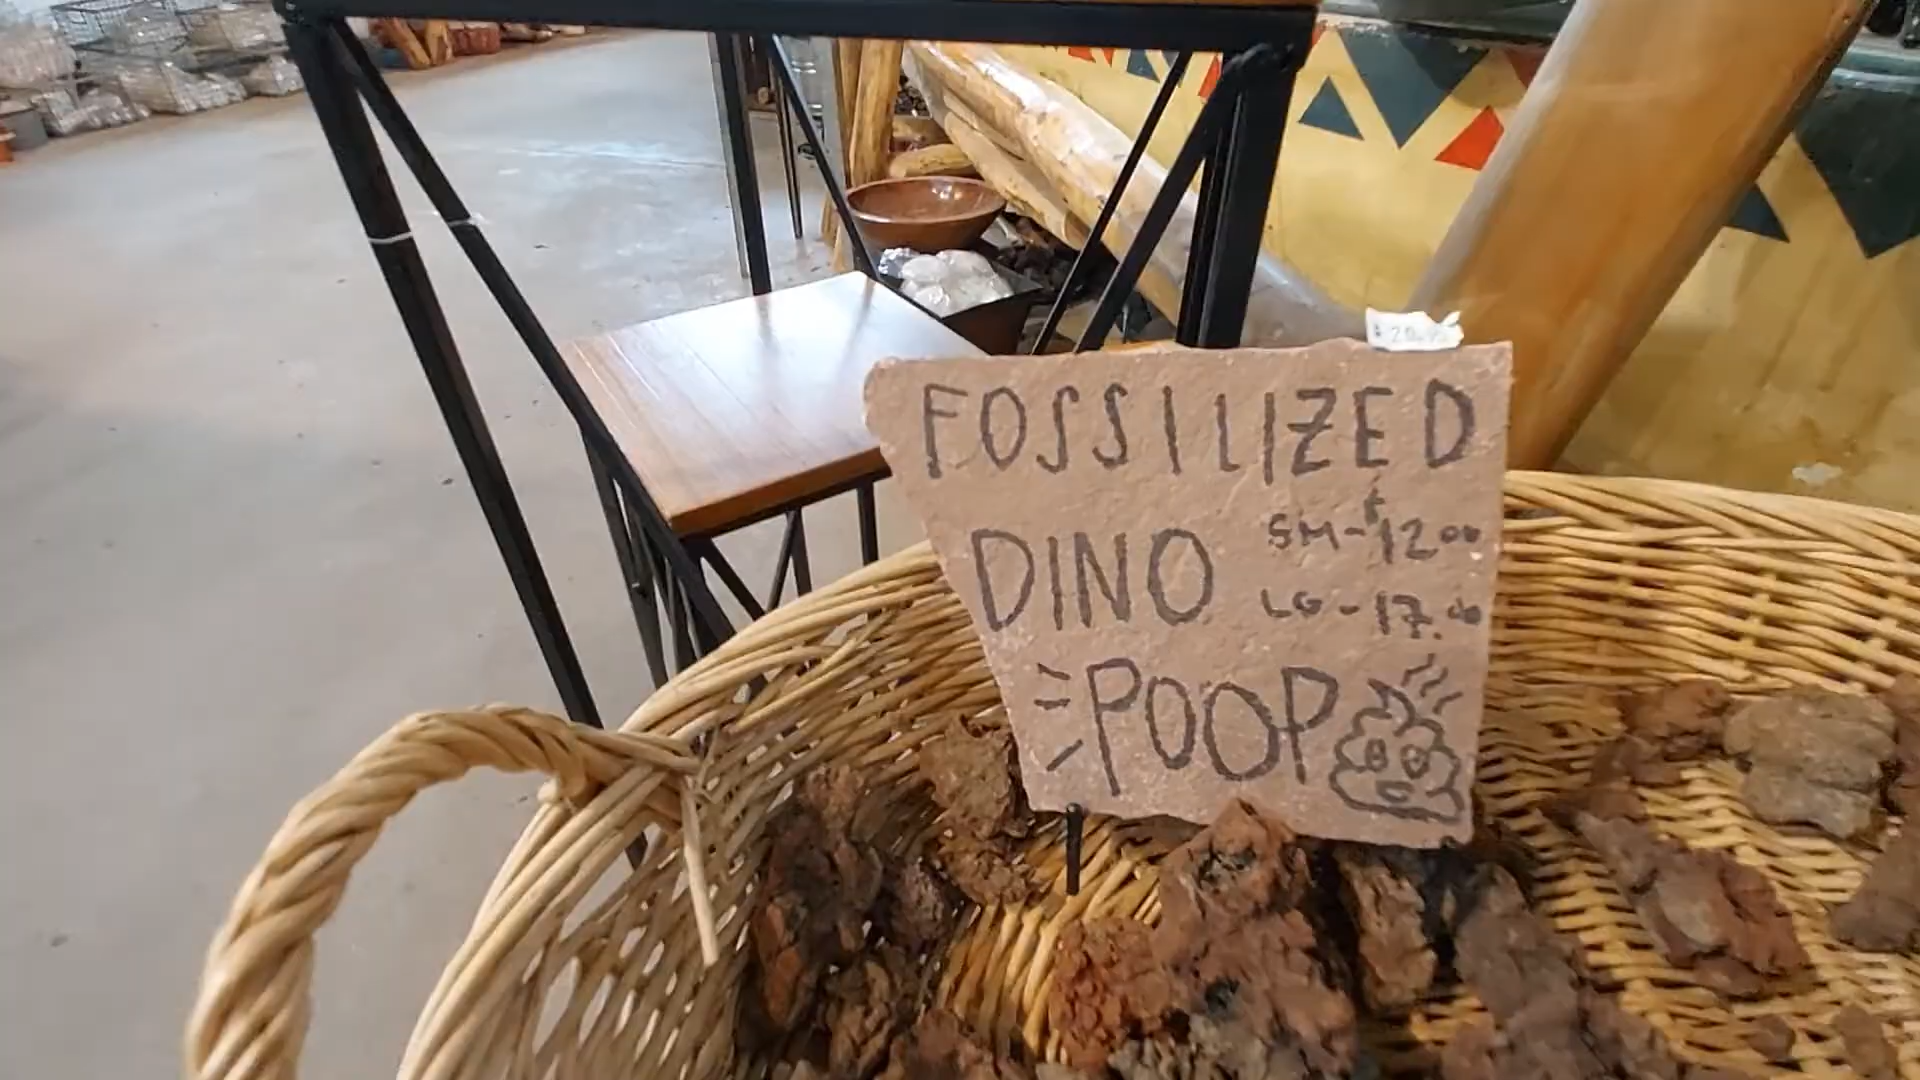 FOSSILIZED
DINO
SM-$12.00
LG-17.00
POOP